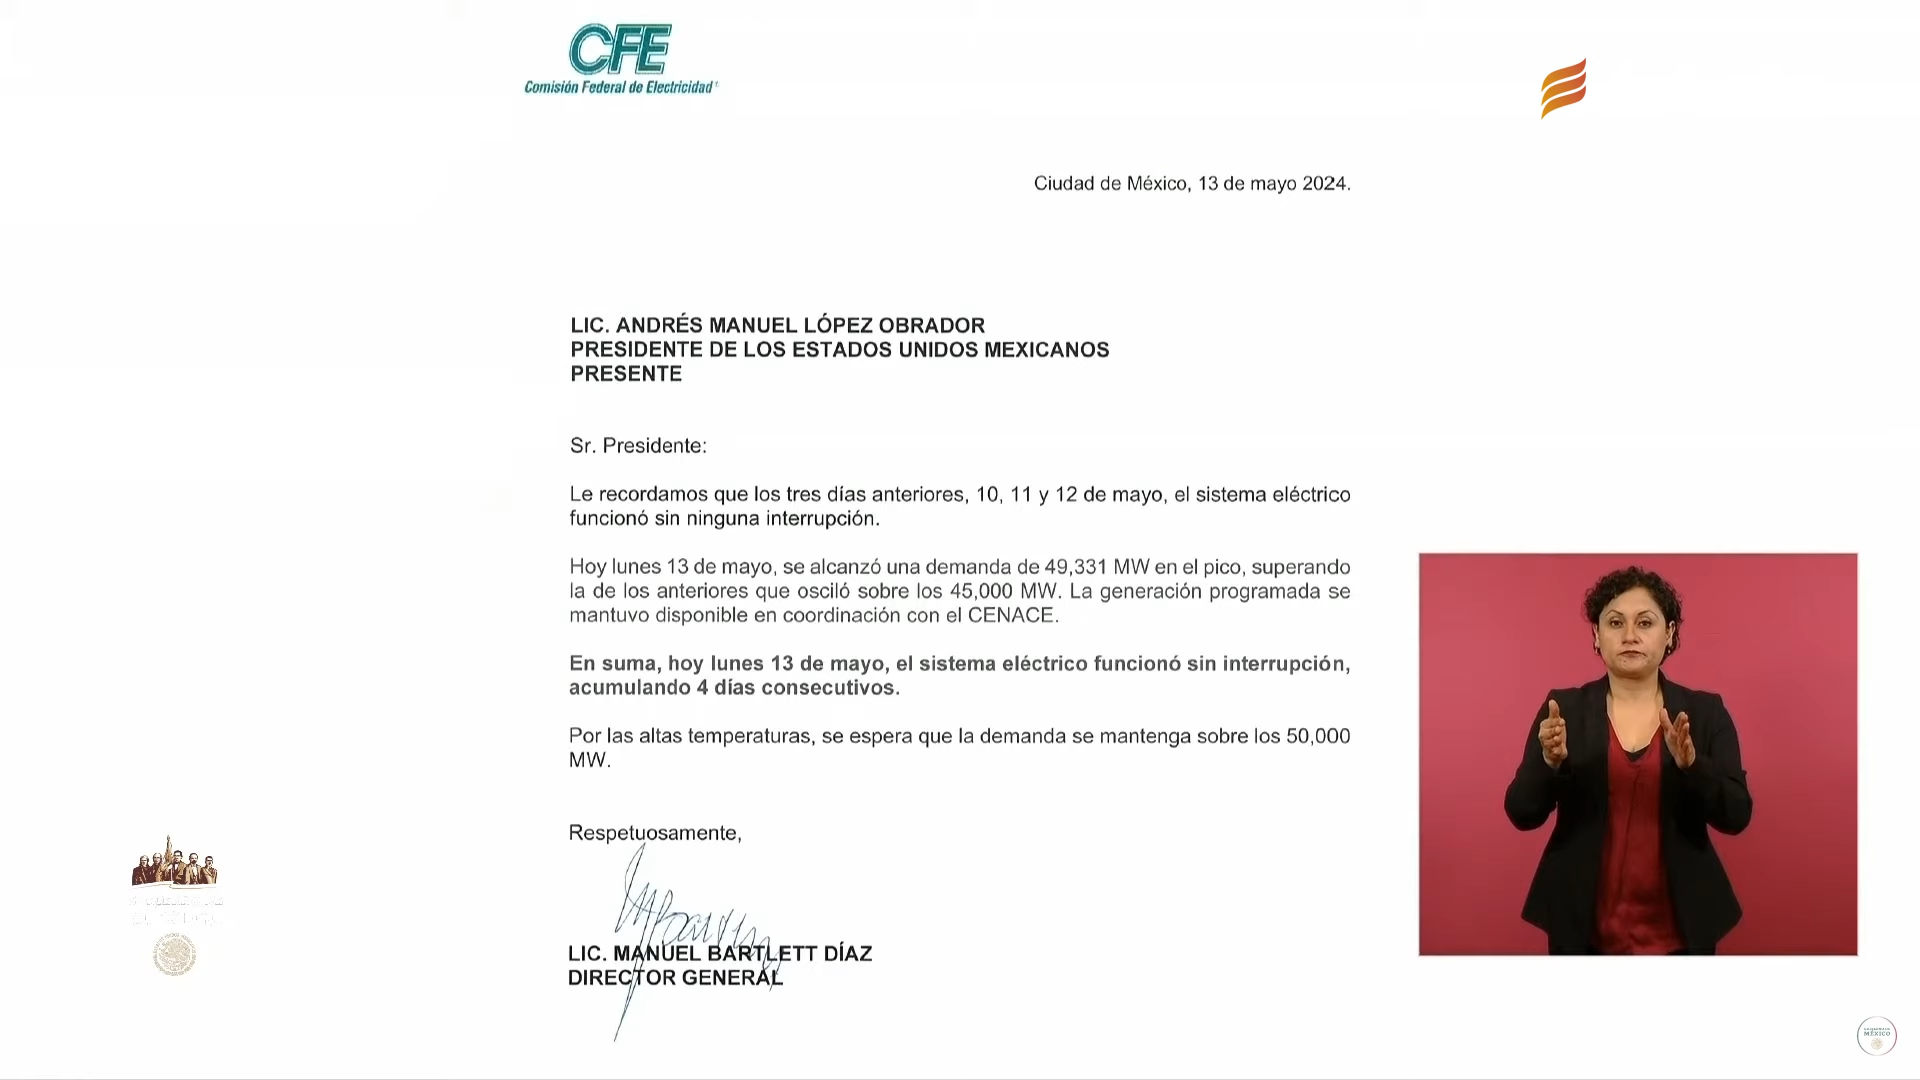 CFE
Comisión Federal de Electricidad
Ciudad de México, 13 de mayo 2024.
LIC. ANDRÉS MANUEL LÓPEZ OBRADOR
PRESIDENTE DE LOS ESTADOS UNIDOS MEXICANOS
PRESENTE
Sr. Presidente:
Le recordamos que los tres días anteriores, 10, 11 y 12 de mayo, el sistema eléctrico
funcionó sin ninguna interrupción.
Hoy lunes 13 de mayo, se alcanzó una demanda de 49,331 MW en el pico, superando
la de los anteriores que osciló sobre los 45,000 MW. La generación programada se
mantuvo disponible en coordinación con el CENACE.
En suma, hoy lunes 13 de mayo, el sistema eléctrico funcionó sin interrupción,
acumulando 4 días consecutivos.
Por las altas temperaturas, se espera que la demanda se mantenga sobre los 50,000
MW.
Respetuosamente,
LIC. MANUEL BARTLETT DÍAZ
DIRECTOR GENERAL
MÉXICO